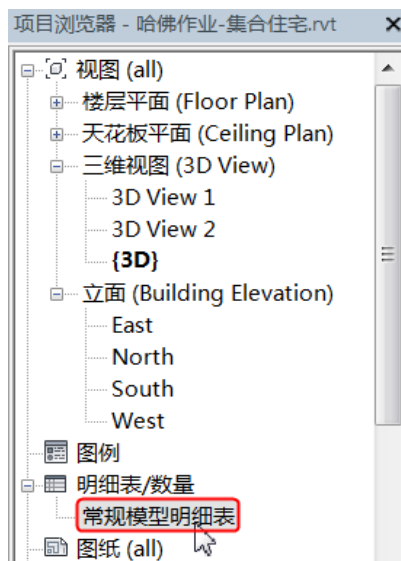 项目浏览器 - 哈佛作业-集合住宅.rvt
视图 (all)
楼层平面 (Floor Plan)
天花板平面 (Ceiling Plan)
三维视图 (3D View)
3D View 1
3D View 2
{3D}
立面 (Building Elevation)
East
North
South
West
图例
明细表/数量
常规模型明细表
图纸 (all)